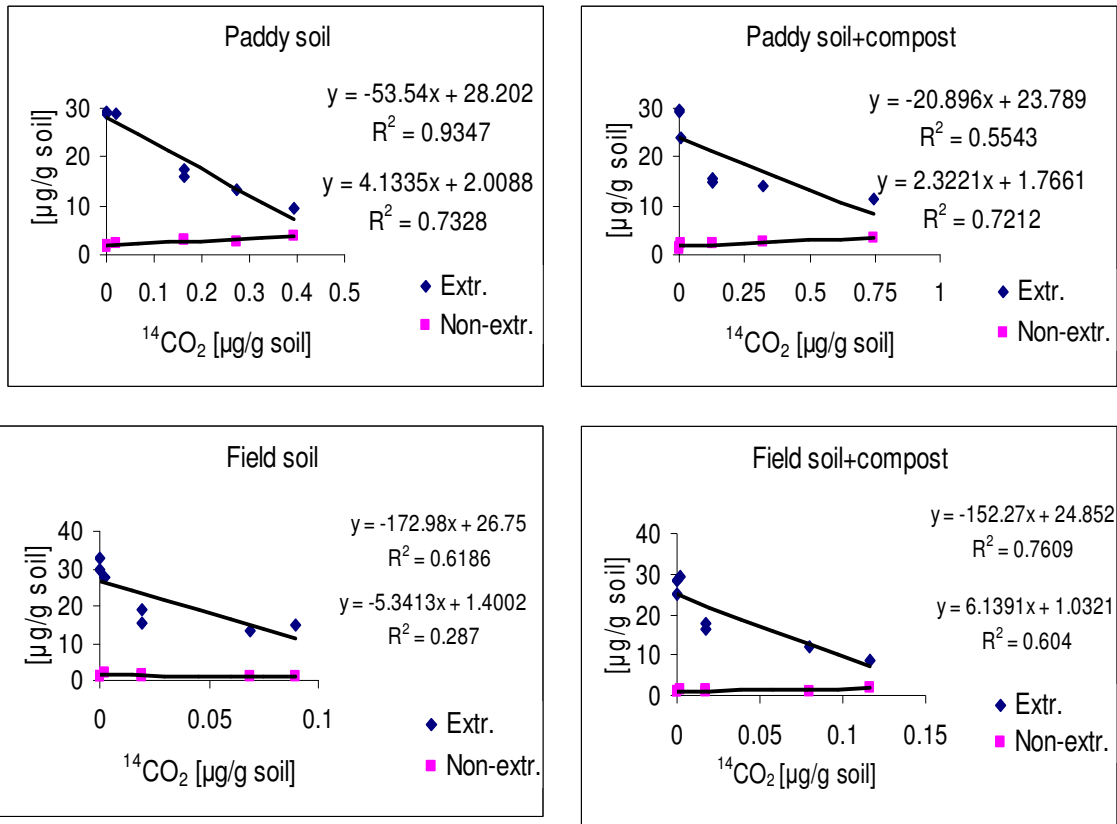 Paddy soil
y = -53.54x + 28.202
R² = 0.9347
y = 4.1335x + 2.0088
R² = 0.7328
[µg/g soil]
30
20
10
0
0 0.1 0.2 0.3 0.4 0.5
¹⁴CO₂ [µg/g soil]
Extr.
Non-extr.
Paddy soil+compost
y = -20.896x + 23.789
R² = 0.5543
y = 2.3221x + 1.7661
R² = 0.7212
[µg/g soil]
30
20
10
0
0 0.25 0.5 0.75 1
¹⁴CO₂ [µg/g soil]
Extr.
Non-extr.
Field soil
y = -172.98x + 26.75
R² = 0.6186
y = -5.3413x + 1.4002
R² = 0.287
[µg/g soil]
40
30
20
10
0
0 0.05 0.1
¹⁴CO₂ [µg/g soil]
Extr.
Non-extr.
Field soil+compost
y = -152.27x + 24.852
R² = 0.7609
y = 6.1391x + 1.0321
R² = 0.604
[µg/g soil]
40
30
20
10
0
0 0.05 0.1 0.15
¹⁴CO₂ [µg/g soil]
Extr.
Non-extr.